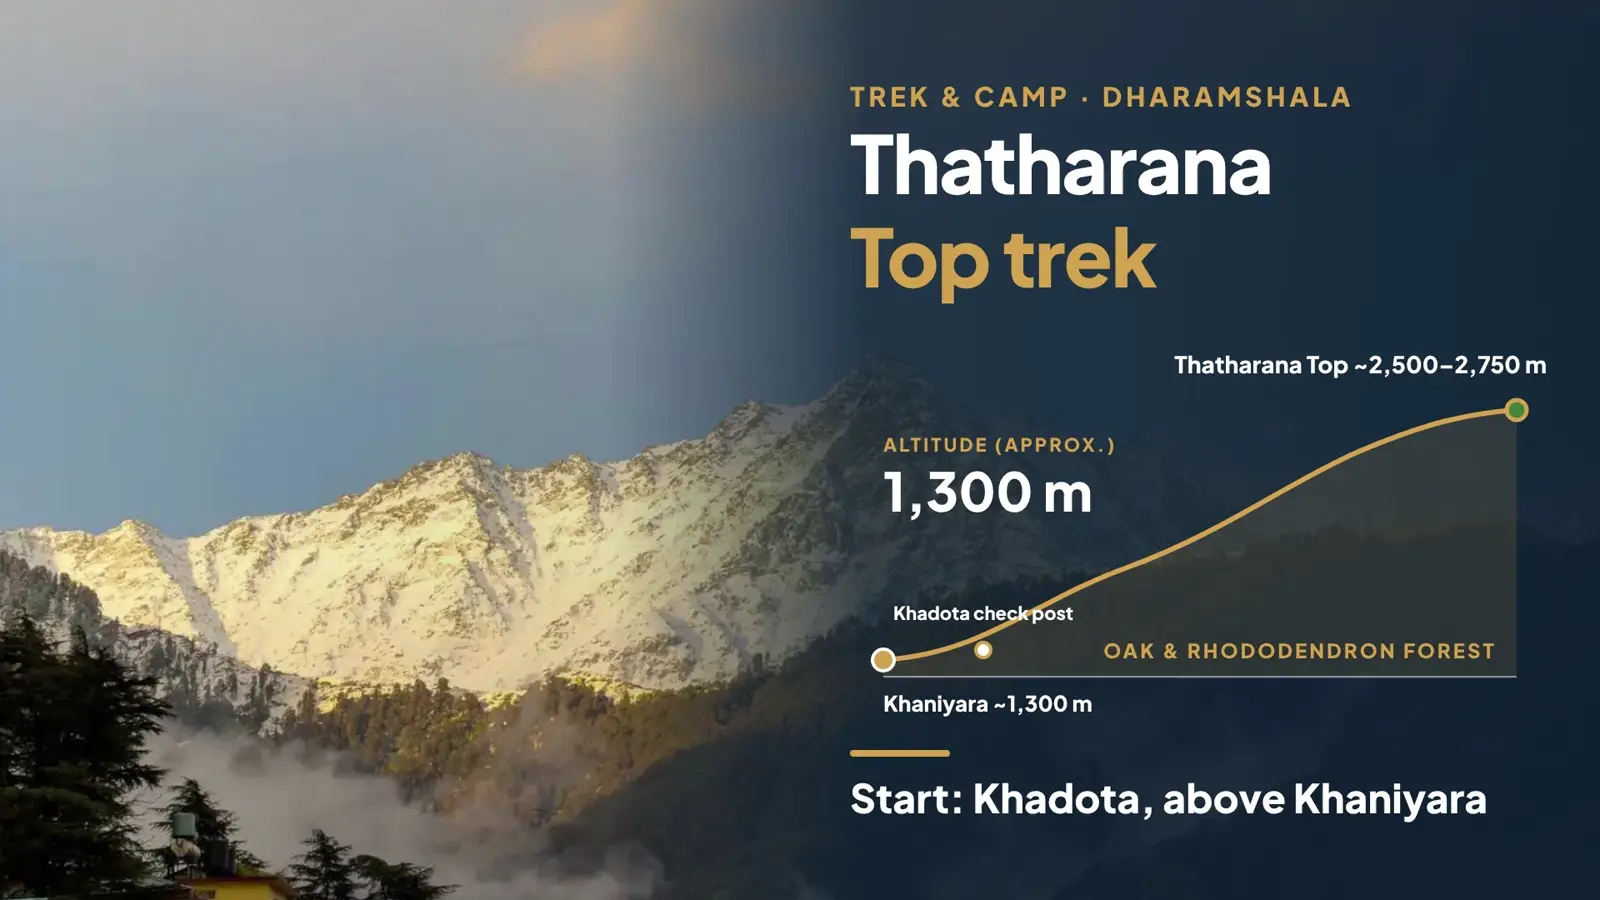 TREK & CAMP · DHARAMSHALA
Thatharana
Top trek
Thatharana Top ~2,500–2,750 m
ALTITUDE (APPROX.)
1,300 m
Khadota check post
OAK & RHODODENDRON FOREST
Khaniyara ~1,300 m
Start: Khadota, above Khaniyara